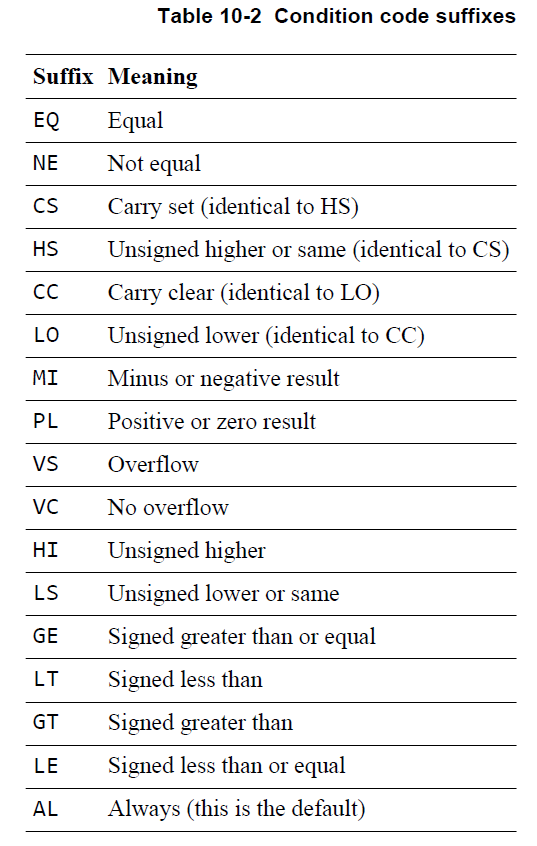 Table 10-2 Condition code suffixes
Suffix Meaning
EQ Equal
NE Not equal
CS Carry set (identical to HS)
HS Unsigned higher or same (identical to CS)
CC Carry clear (identical to LO)
LO Unsigned lower (identical to CC)
MI Minus or negative result
PL Positive or zero result
VS Overflow
VC No overflow
HI Unsigned higher
LS Unsigned lower or same
GE Signed greater than or equal
LT Signed less than
GT Signed greater than
LE Signed less than or equal
AL Always (this is the default)